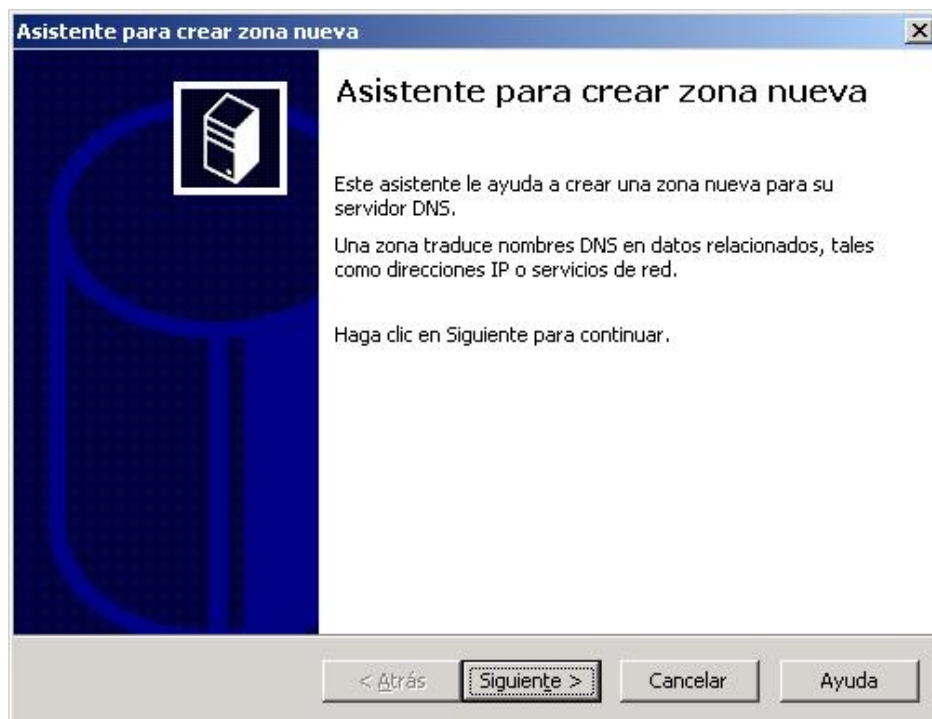 Asistente para crear zona nueva
Asistente para crear zona nueva
Este asistente le ayuda a crear una zona nueva para su
servidor DNS.
Una zona traduce nombres DNS en datos relacionados, tales
como direcciones IP o servicios de red.
Haga clic en Siguiente para continuar.
< Atrás Siguiente > Cancelar Ayuda